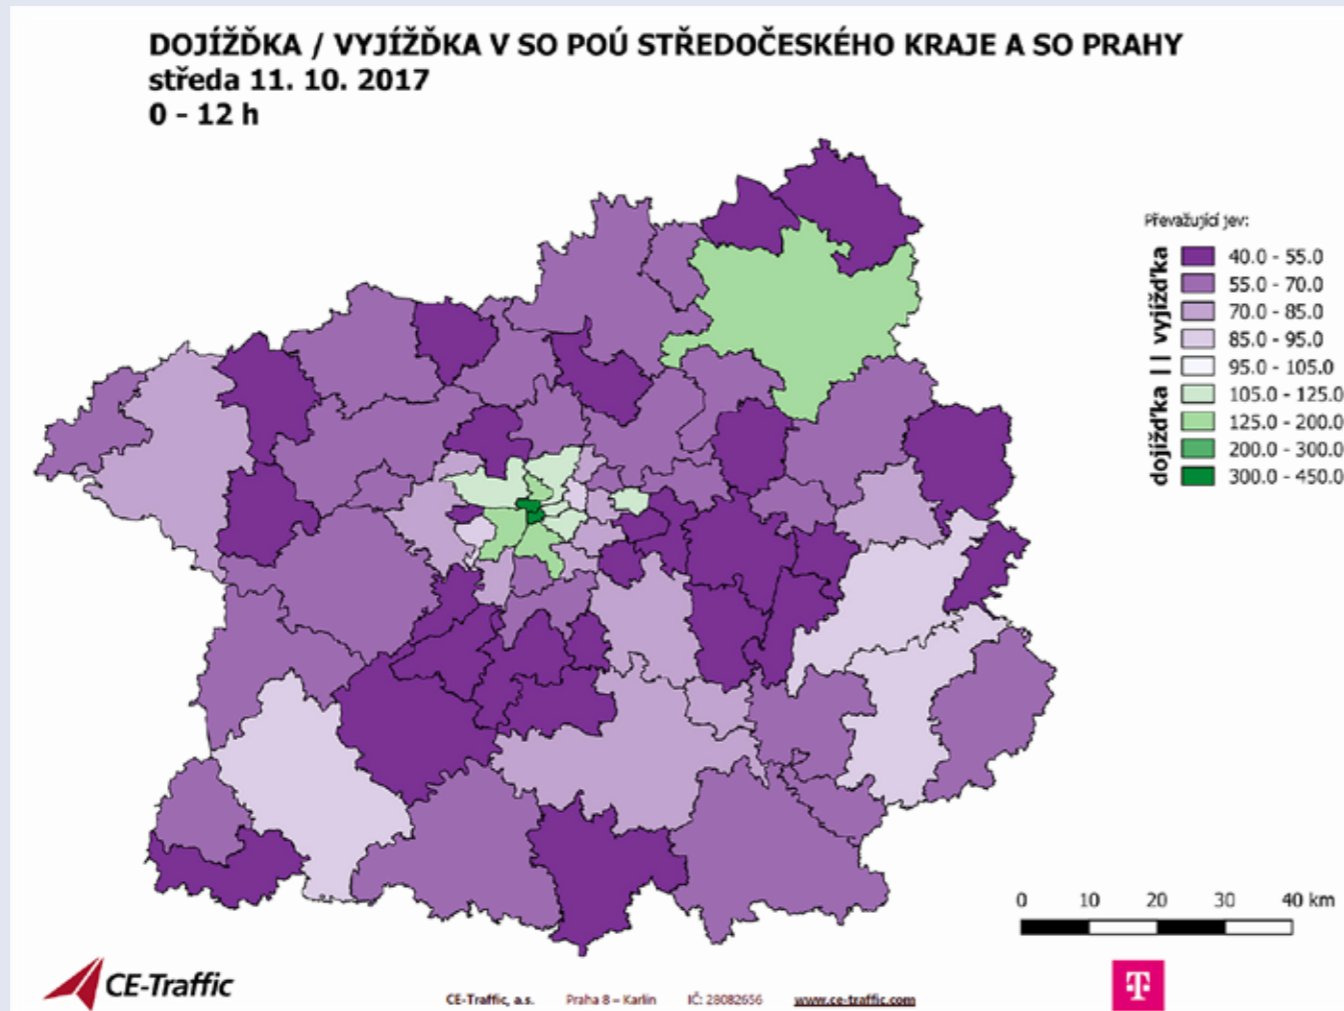 DOJÍŽĎKA / VYJÍŽĎKA V SO POÚ STŘEDOČESKÉHO KRAJE A SO PRAHY
středa 11. 10. 2017
0 - 12 h
Převažující jev:
dojížďka | | vyjížďka
40.0 - 55.0
55.0 - 70.0
70.0 - 85.0
85.0 - 95.0
95.0 - 105.0
105.0 - 125.0
125.0 - 200.0
200.0 - 300.0
300.0 - 450.0
0 10 20 30 40 km
CE-Traffic
CE-Traffic, a.s. Praha 8 – Karlín IČ: 28082656 www.ce-traffic.com
T